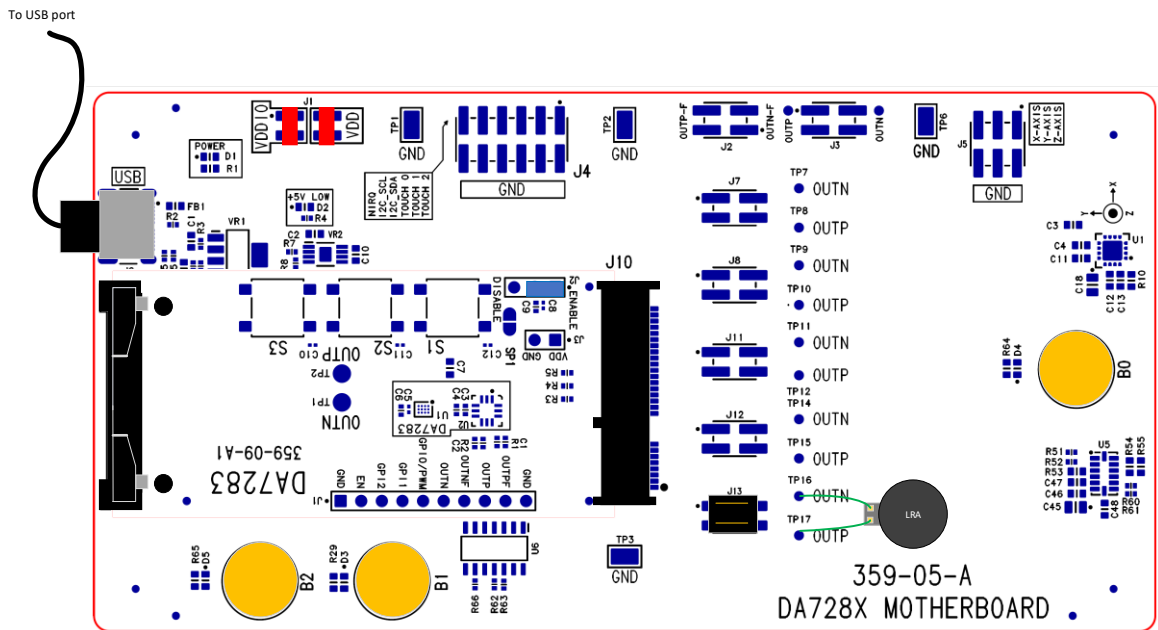 To USB port
J1
VDDIO
VDD
TP1
GND
J4
GND
TP2
GND
OUTP-F
OUTN-F
J2
OUTP
OUTN
J3
TP6
GND
J5
X-AXIS
Y-AXIS
Z-AXIS
GND
POWER
D1
R1
NIRQ
I2C_SCL
I2C_SDA
TOUCH 0
TOUCH 1
TOUCH 2
USB
FB1
R2
C1
R3
VR1
+5V LOW
D2
R4
C2
VR2
R7
R8
C10
J7
J8
J11
J12
J13
TP7
OUTN
TP8
OUTP
TP9
OUTN
TP10
OUTP
TP11
OUTN
OUTP
TP12
TP14
OUTN
TP15
OUTP
TP16
OUTN
TP17
OUTP
LRA
X
Y
Z
C3
C4
C11
U1
C18
C12
C13
R10
R64
D4
B0
J10
DISABLE
J2
ENABLE
C9
C8
SP1
GND
VDD
J3
S3
S2
S1
C10
C11
C12
C7
OUTP
TP2
TP1
OUTN
R5
R4
R3
C6
C5
U1
DA7283
C4
C3
U2
C2
R2
R1
C1
359-09-A1
DA7283
J1
GND
EN
GPI2
GPI1
GPIO/PWM
OUTN
OUTNF
OUTP
OUTPF
GND
R51
R52
R53
C47
C46
C45
U5
R54
R55
C48
R60
R61
R65
D5
B2
R29
D3
B1
U6
R66
R62
R63
TP3
GND
359-05-A
DA728X MOTHERBOARD